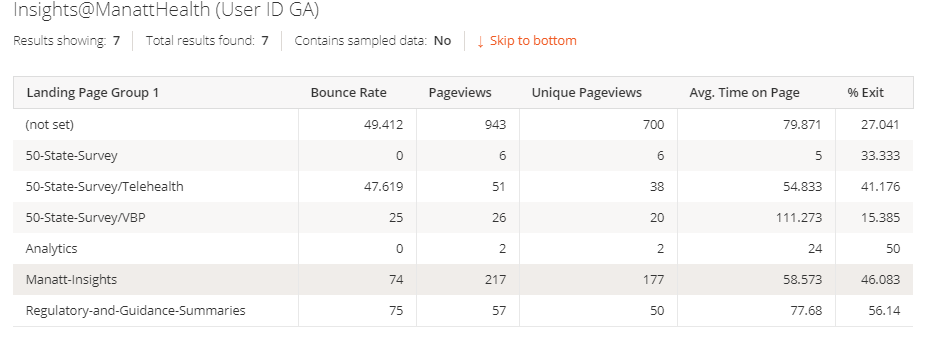 Insights@ManattHealth (User ID GA)
Results showing: 7 Total results found: 7 Contains sampled data: No ↓ Skip to bottom
Landing Page Group 1 Bounce Rate Pageviews Unique Pageviews Avg. Time on Page % Exit
(not set) 49.412 943 700 79.871 27.041
50-State-Survey 0 6 6 5 33.333
50-State-Survey/Telehealth 47.619 51 38 54.833 41.176
50-State-Survey/VBP 25 26 20 111.273 15.385
Analytics 0 2 2 24 50
Manatt-Insights 74 217 177 58.573 46.083
Regulatory-and-Guidance-Summaries 75 57 50 77.68 56.14